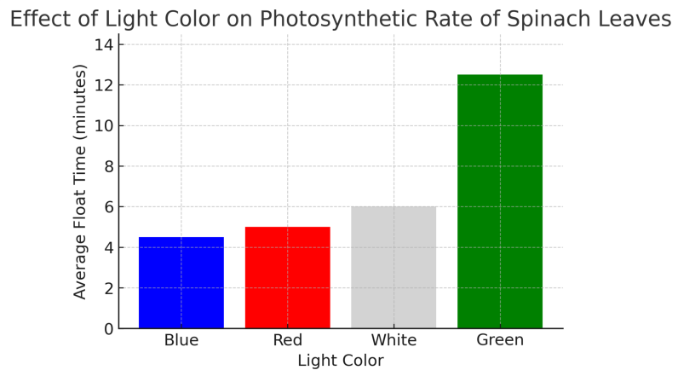 Effect of Light Color on Photosynthetic Rate of Spinach Leaves
Average Float Time (minutes)
14
12
10
8
6
4
2
0
Blue Red White Green
Light Color